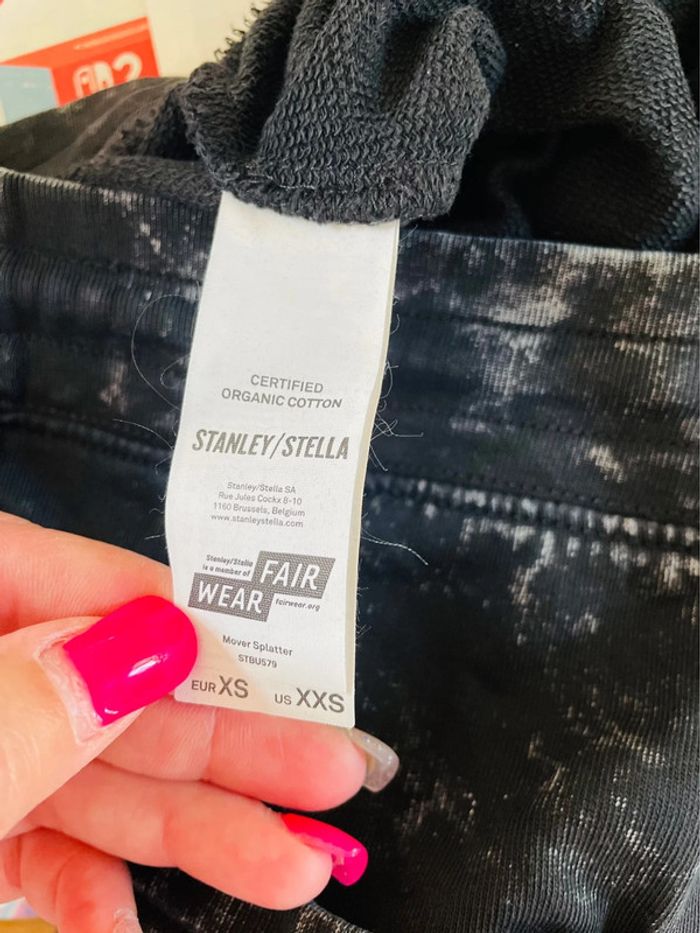 2
CERTIFIED
ORGANIC COTTON
STANLEY/STELLA
Stanley/Stella SA
Rue Jules Cockx 8-10
1160 Brussels, Belgium
www.stanleystella.com
Stanley/Stella
is a member of
FAIR
WEAR
fairwear.org
Mover Splatter
STBU579
EUR XS US XXS